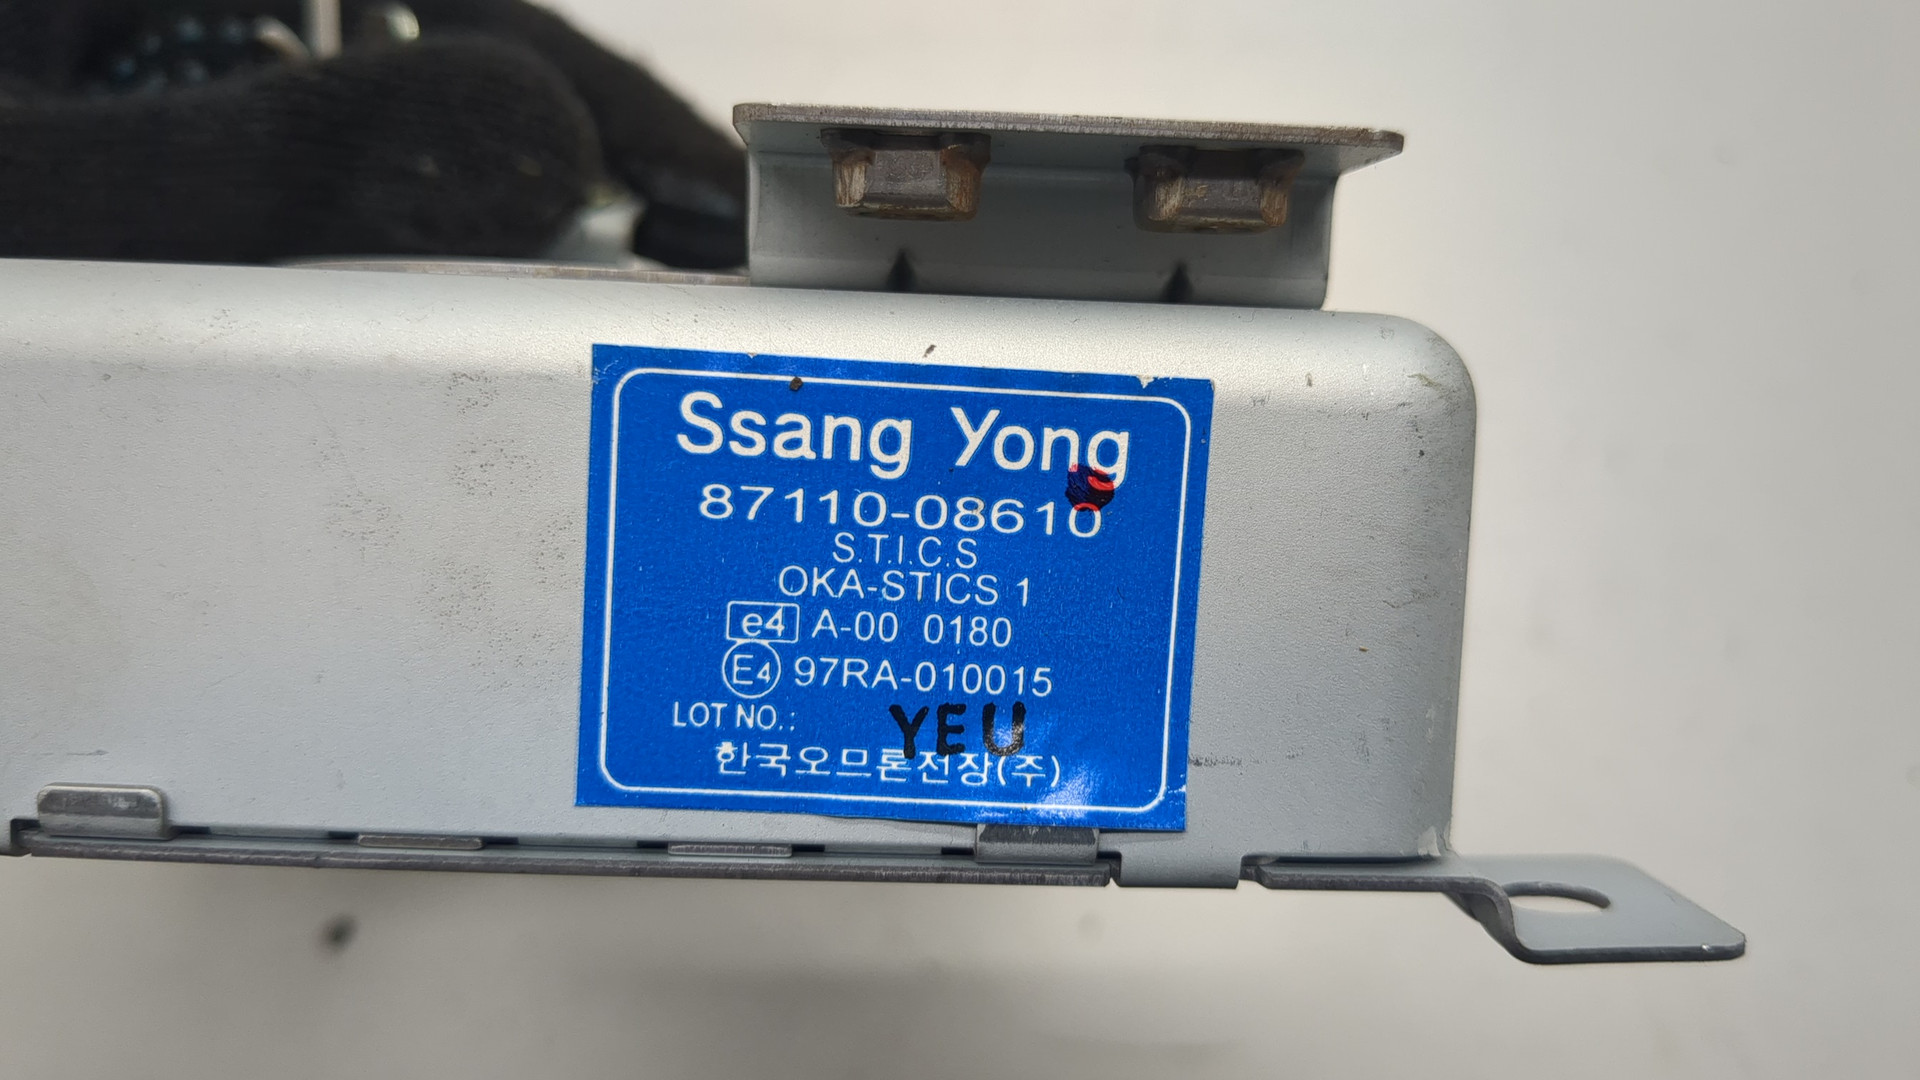 Ssang Yong
87110-08610
S.T.I.C.S
OKA-STICS 1
e4 A-00 0180
E4 97RA-010015
LOT NO.: YEU
한국오므론전장(주)